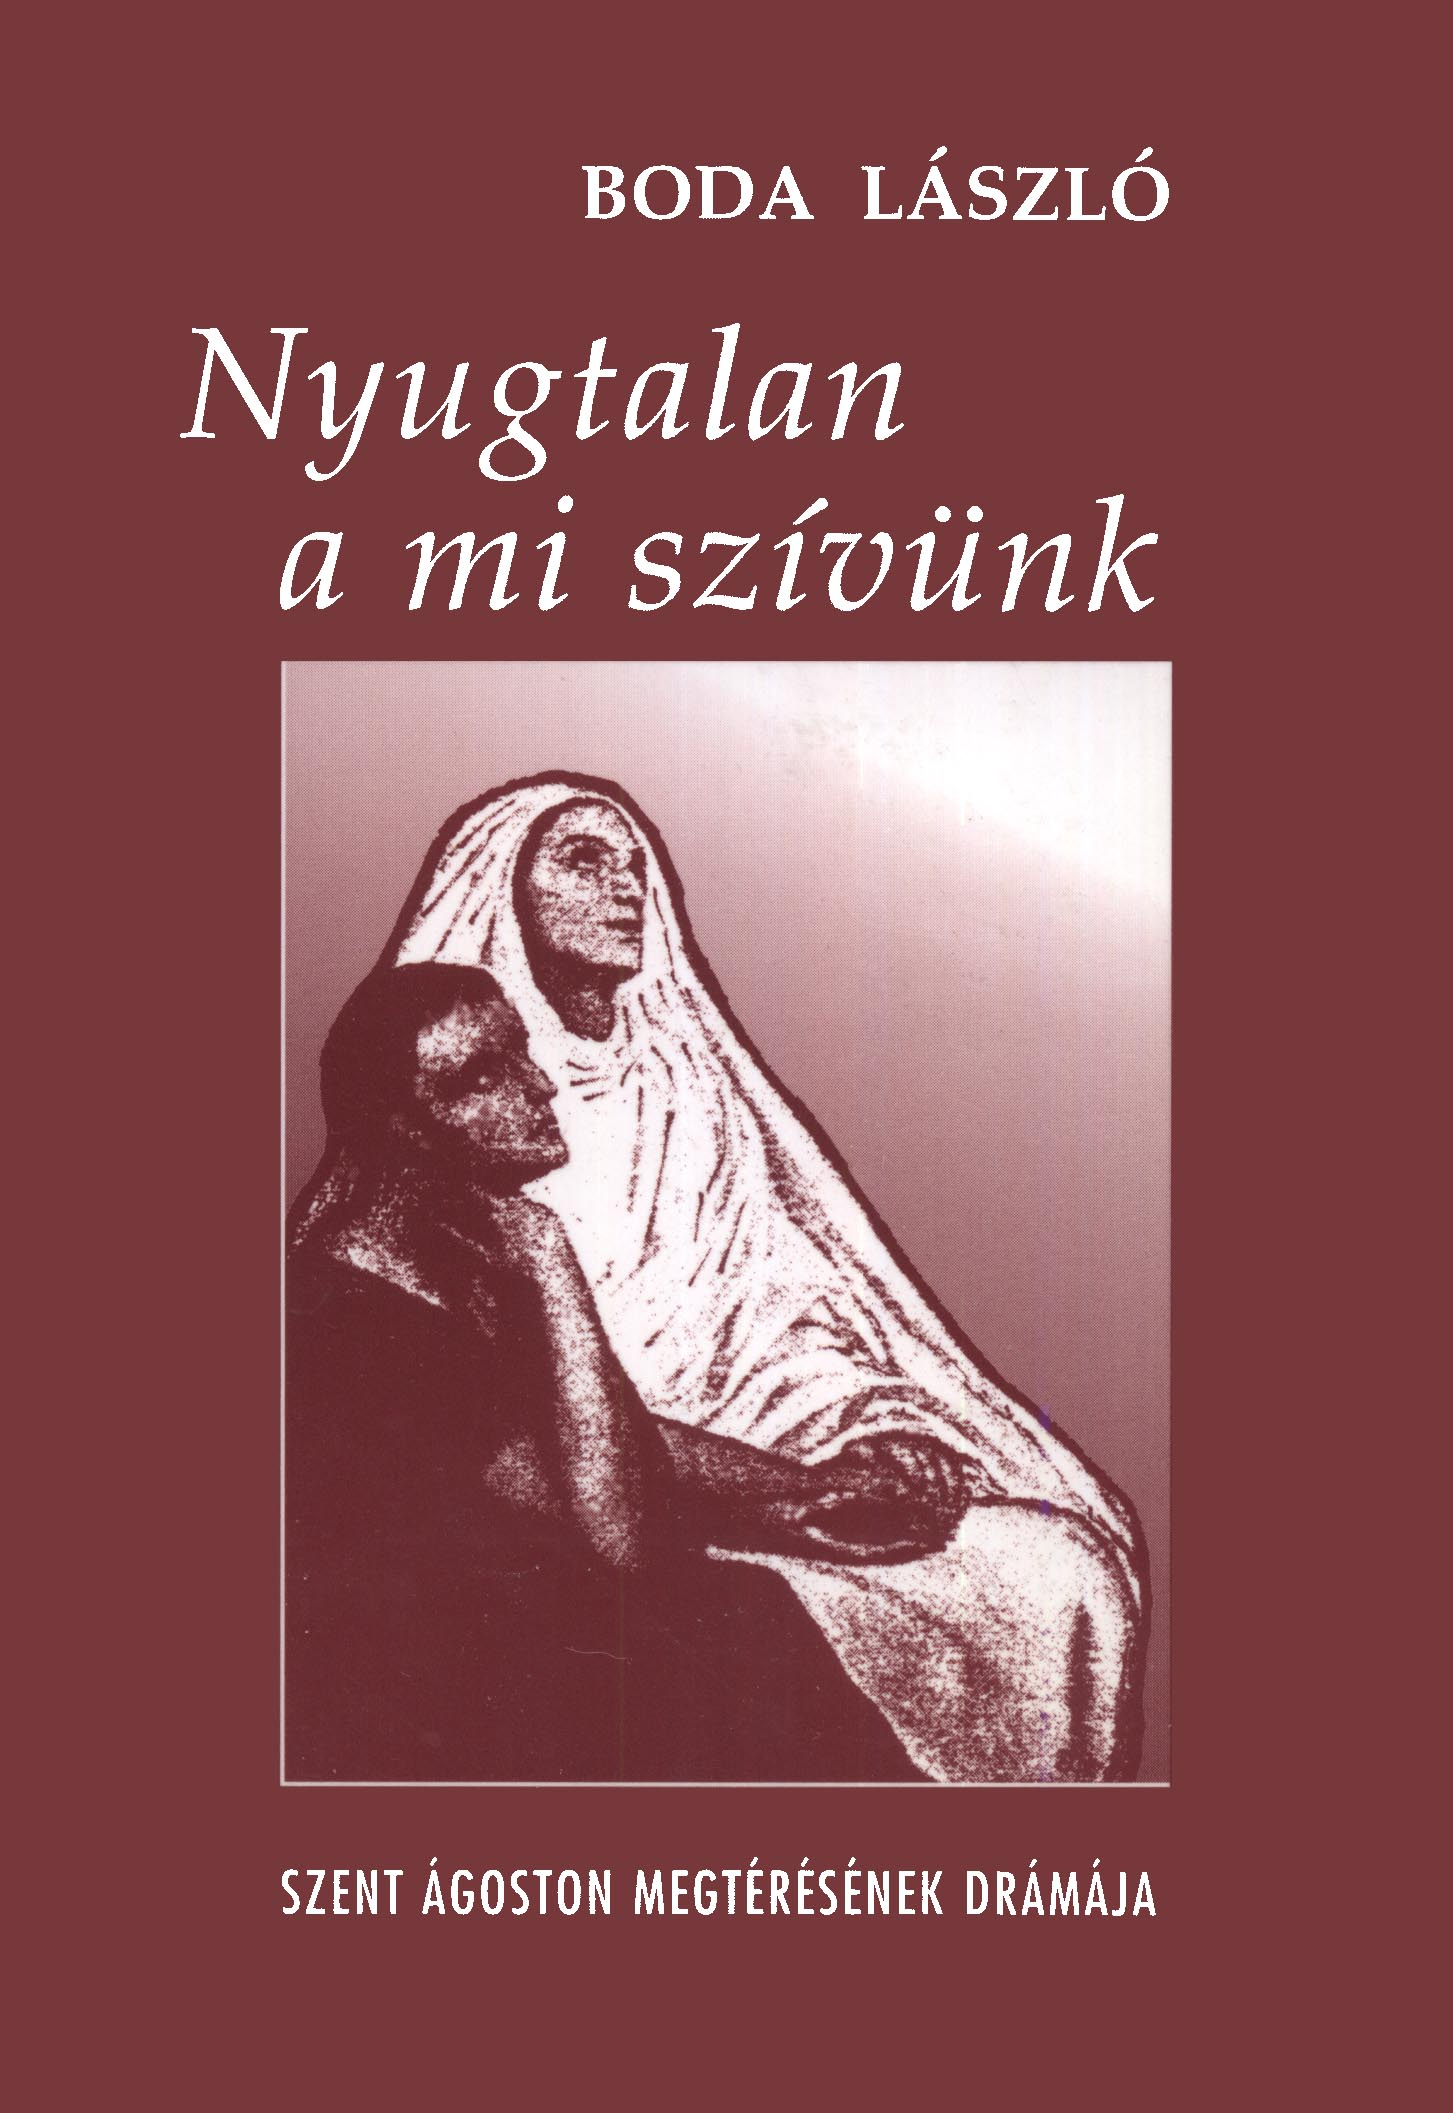 BODA LÁSZLÓ
Nyugtalan
a mi szívünk
SZENT ÁGOSTON MEGTÉRÉSÉNEK DRÁMÁJA